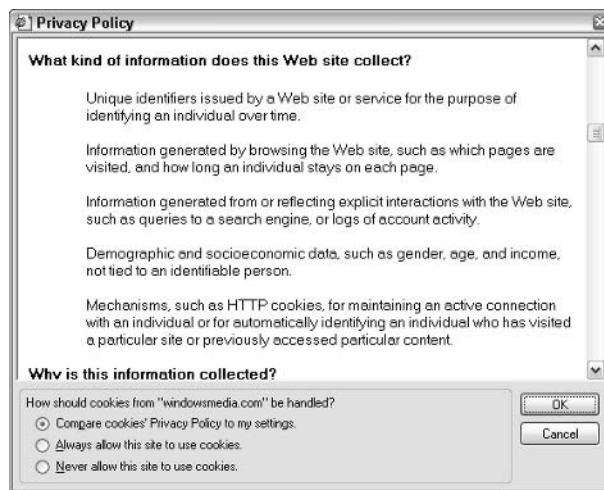 Privacy Policy
What kind of information does this Web site collect?
Unique identifiers issued by a Web site or service for the purpose of
identifying an individual over time.
Information generated by browsing the Web site, such as which pages are
visited, and how long an individual stays on each page.
Information generated from or reflecting explicit interactions with the Web site,
such as queries to a search engine, or logs of account activity.
Demographic and socioeconomic data, such as gender, age, and income,
not tied to an identifiable person.
Mechanisms, such as HTTP cookies, for maintaining an active connection
with an individual or for automatically identifying an individual who has visited
a particular site or previously accessed particular content.
Why is this information collected?
How should cookies from "windowsmedia.com" be handled?
Compare cookies' Privacy Policy to my settings.
Always allow this site to use cookies.
Never allow this site to use cookies.
OK
Cancel